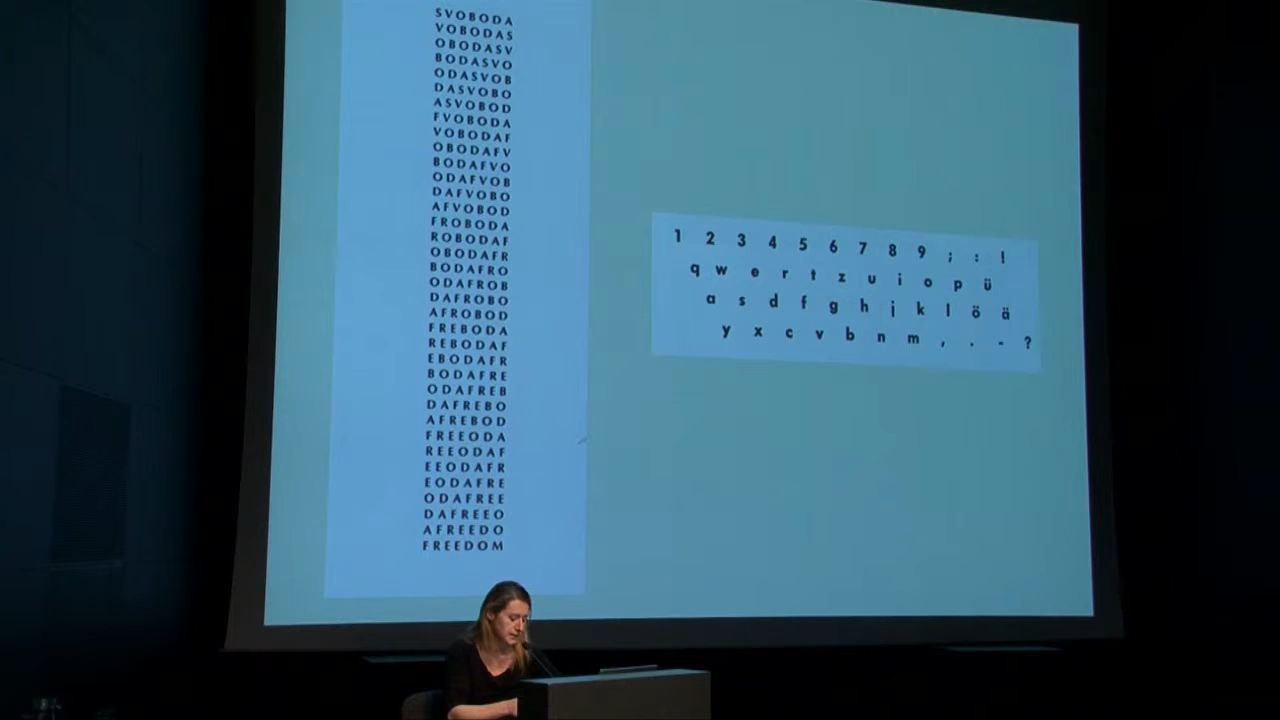 SVOBODA
VOBODAS
OBODASV
BODASVO
ODASVOB
DASVOBO
ASVOBOD
FVOBODA
VOBODAF
OBODAFV
BODAFVO
ODAFVOB
DAFVOBO
AFVOBOD
FROBODA
ROBODAF
OBODAFR
BODAFRO
ODAFROB
DAFROBO
AFROBOD
FREBODA
REBODAF
EBODAFR
BODAFRE
ODAFREB
DAFREBO
AFREBOD
FREEODA
REEODAF
EEODAFR
EODAFRE
ODAFREE
DAFREEO
AFREEDO
FREEDOM
1 2 3 4 5 6 7 8 9 ; : !
q w e r t z u i o p ü
a s d f g h j k l ö ä
y x c v b n m , . - ?